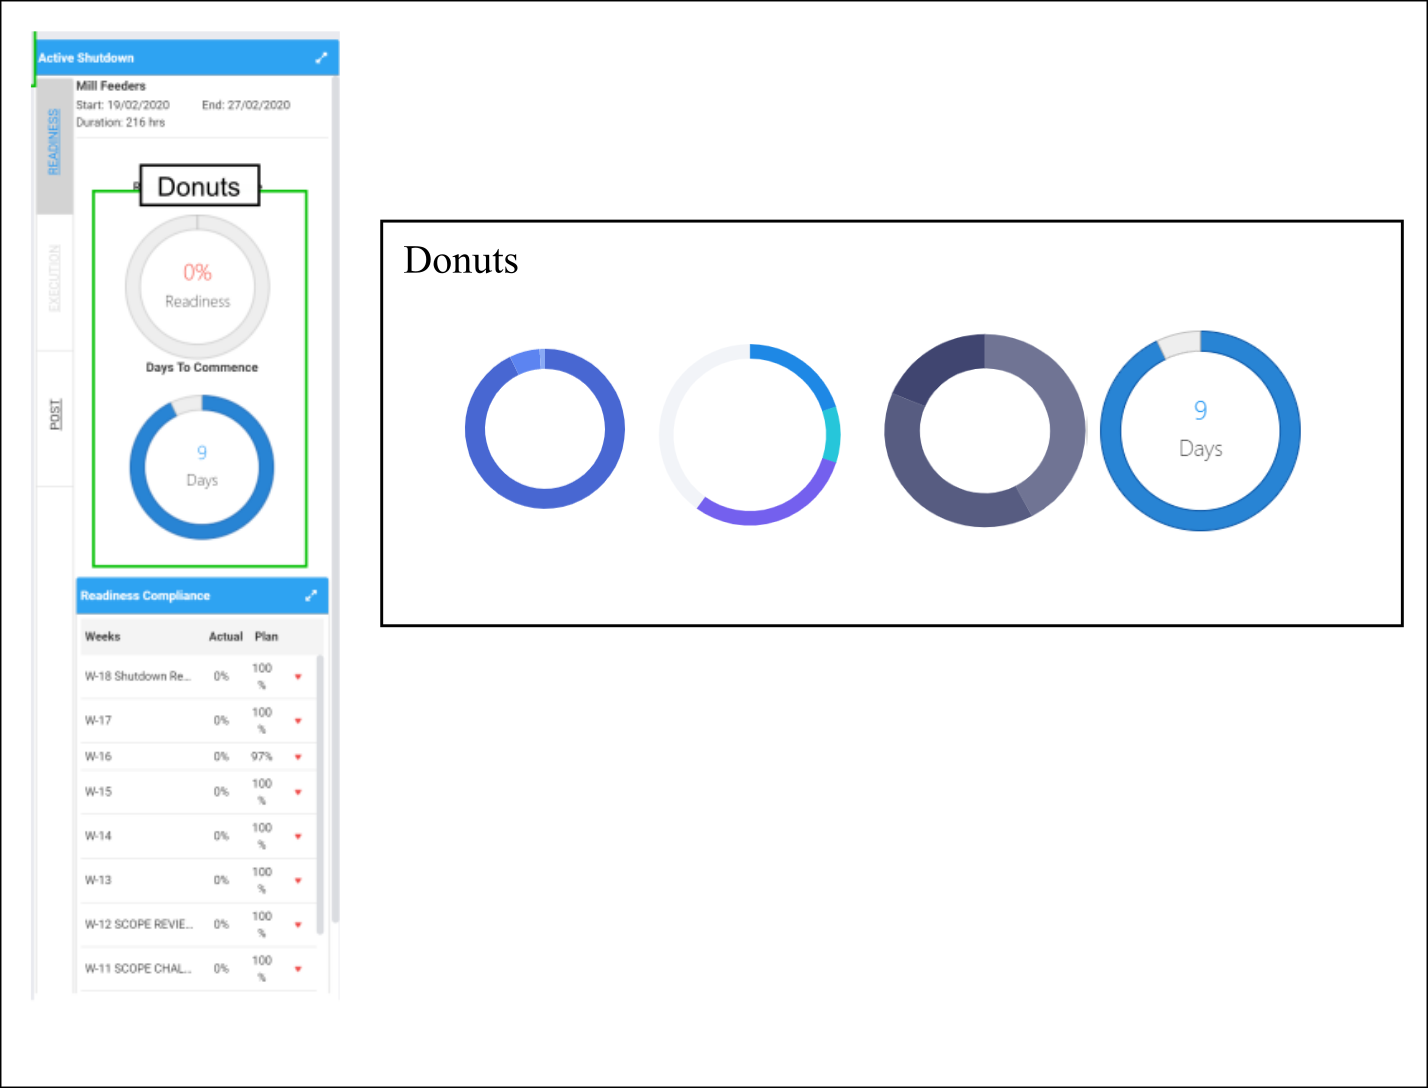 Active Shutdown
Mill Feeders
Start: 19/02/2020 End: 27/02/2020
Duration: 216 hrs
READINESS
EXECUTION
POST
Donuts
0%
Readiness
Days To Commence
9
Days
Readiness Compliance
Weeks Actual Plan
W-18 Shutdown Re... 0% 100
%
W-17 0% 100
%
W-16 0% 97%
W-15 0% 100
%
W-14 0% 100
%
W-13 0% 100
%
W-12 SCOPE REVIE... 0% 100
%
W-11 SCOPE CHAL... 0% 100
%
Donuts
9
Days